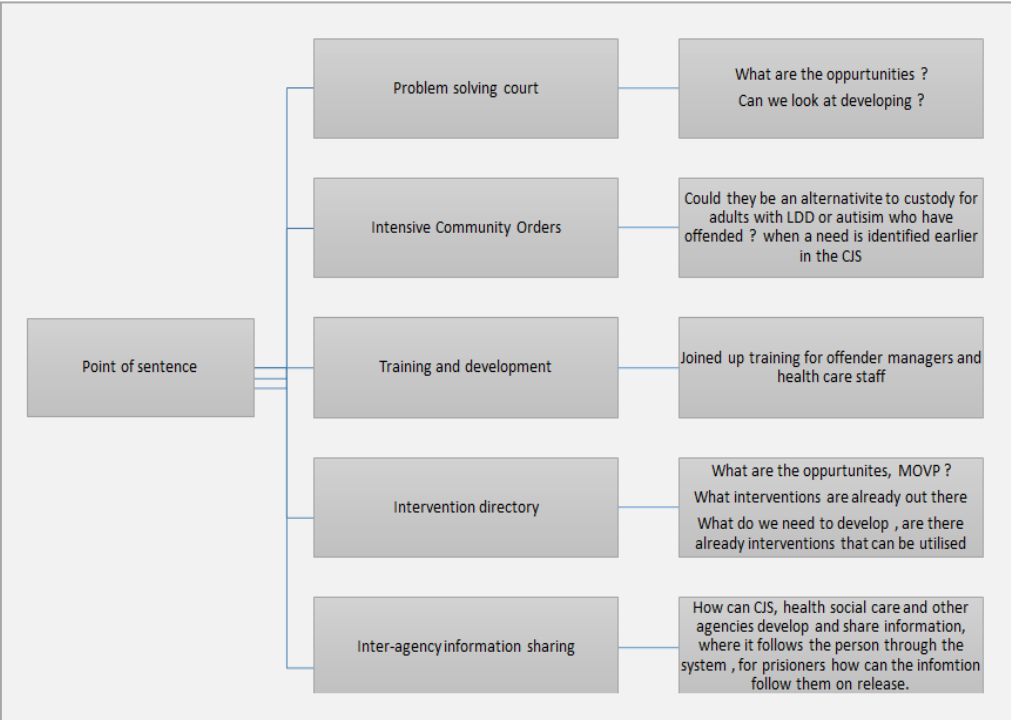 Problem solving court
What are the oppurtunities ?
Can we look at developing ?
Intensive Community Orders
Could they be an alternativite to custody for
adults with LDD or autisim who have
offended ? when a need is identified earlier
in the CJS
Point of sentence
Training and development
Joined up training for offender managers and
health care staff
Intervention directory
What are the oppurtunites, MOVP ?
What interventions are already out there
What do we need to develop , are there
already interventions that can be utilised
Inter-agency information sharing
How can CJS, health social care and other
agencies develop and share information,
where it follows the person through the
system , for prisioners how can the infomtion
follow them on release.